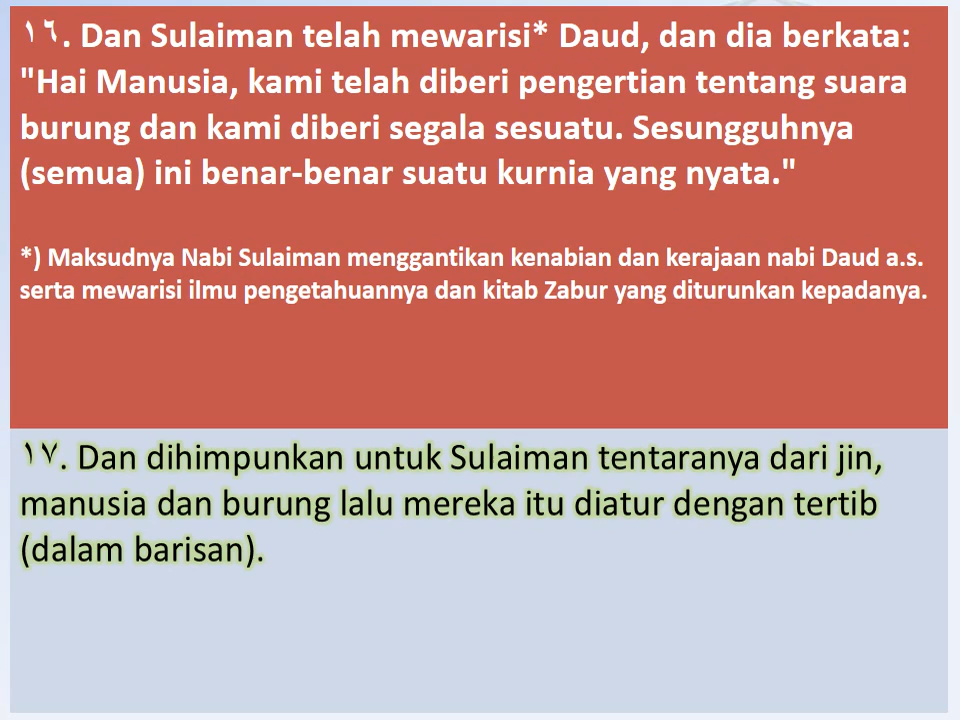 ١٦. Dan Sulaiman telah mewarisi* Daud, dan dia berkata:
"Hai Manusia, kami telah diberi pengertian tentang suara
burung dan kami diberi segala sesuatu. Sesungguhnya
(semua) ini benar-benar suatu kurnia yang nyata."
*) Maksudnya Nabi Sulaiman menggantikan kenabian dan kerajaan nabi Daud a.s.
serta mewarisi ilmu pengetahuannya dan kitab Zabur yang diturunkan kepadanya.
١٧. Dan dihimpunkan untuk Sulaiman tentaranya dari jin,
manusia dan burung lalu mereka itu diatur dengan tertib
(dalam barisan).